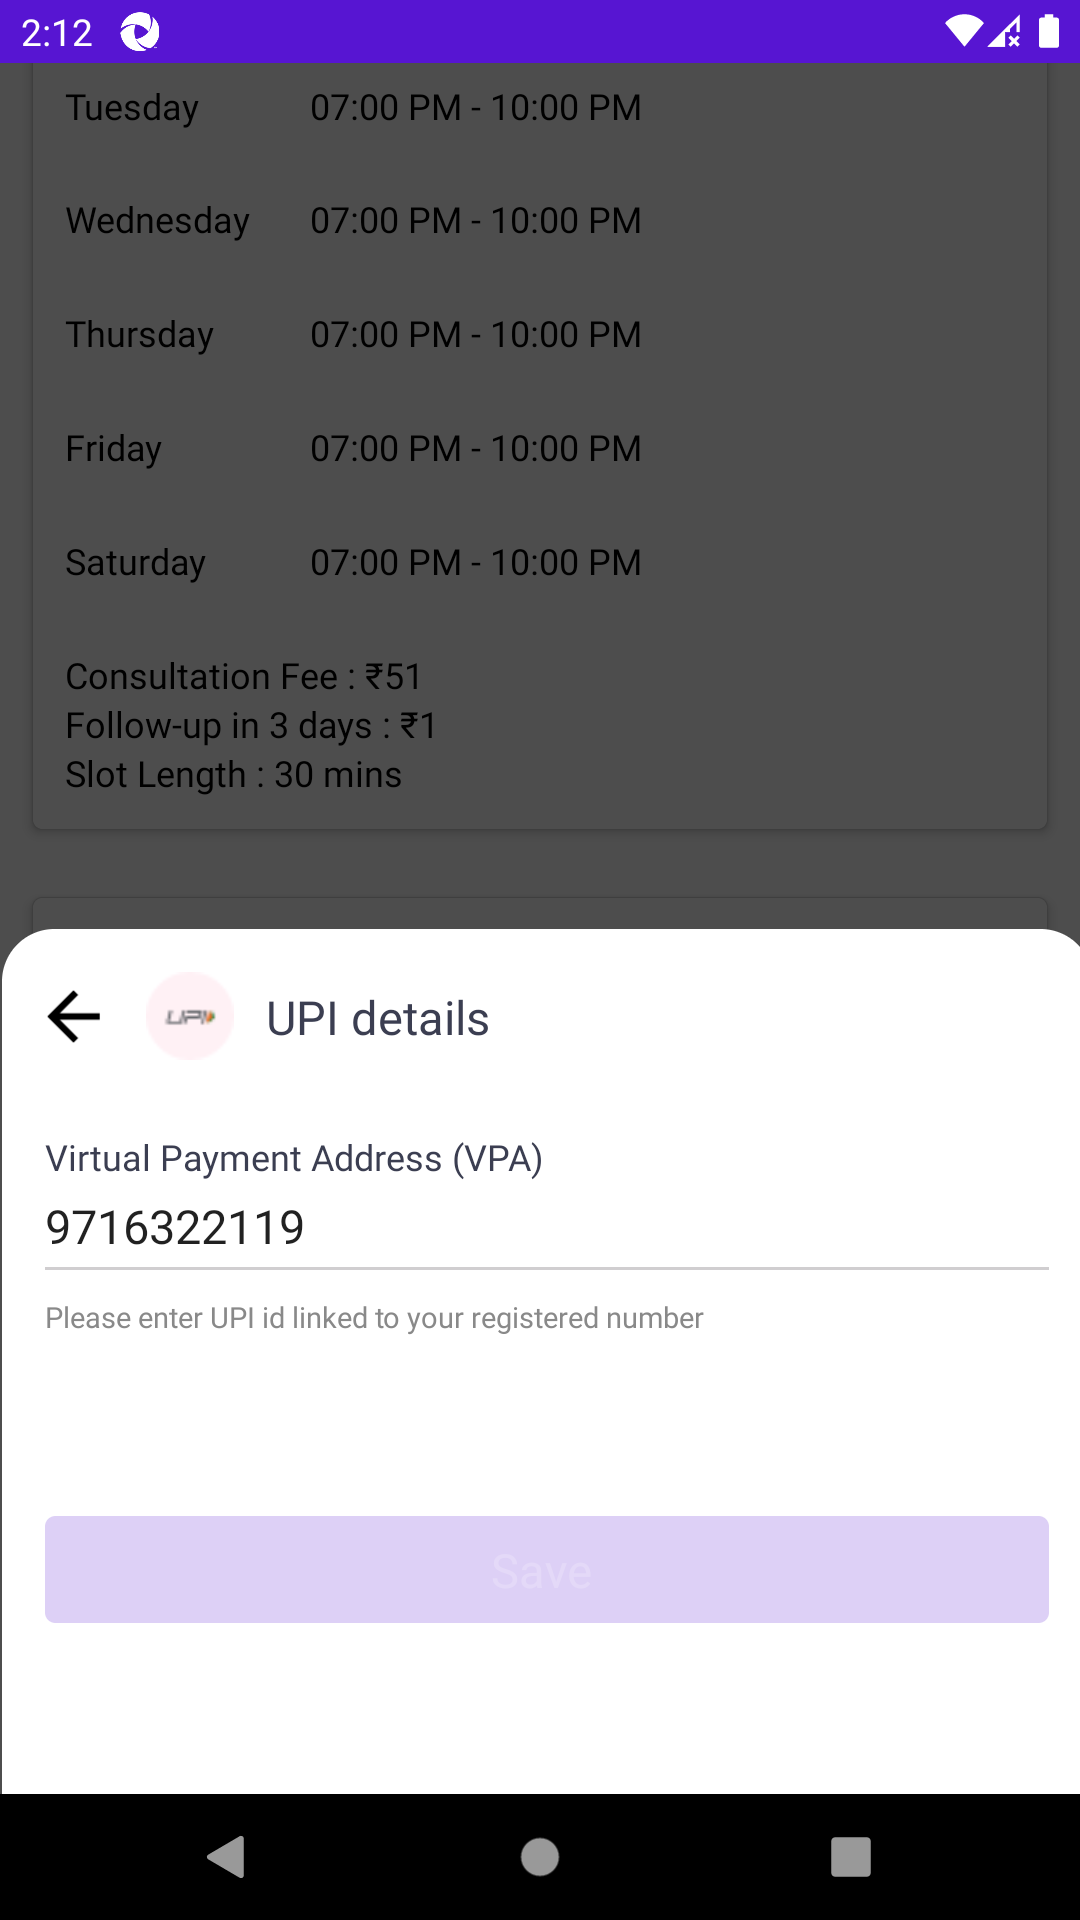 2:12
Tuesday 07:00 PM - 10:00 PM
Wednesday 07:00 PM - 10:00 PM
Thursday 07:00 PM - 10:00 PM
Friday 07:00 PM - 10:00 PM
Saturday 07:00 PM - 10:00 PM
Consultation Fee : ₹51
Follow-up in 3 days : ₹1
Slot Length : 30 mins
UPI UPI details
Virtual Payment Address (VPA)
9716322119
Please enter UPI id linked to your registered number
Save